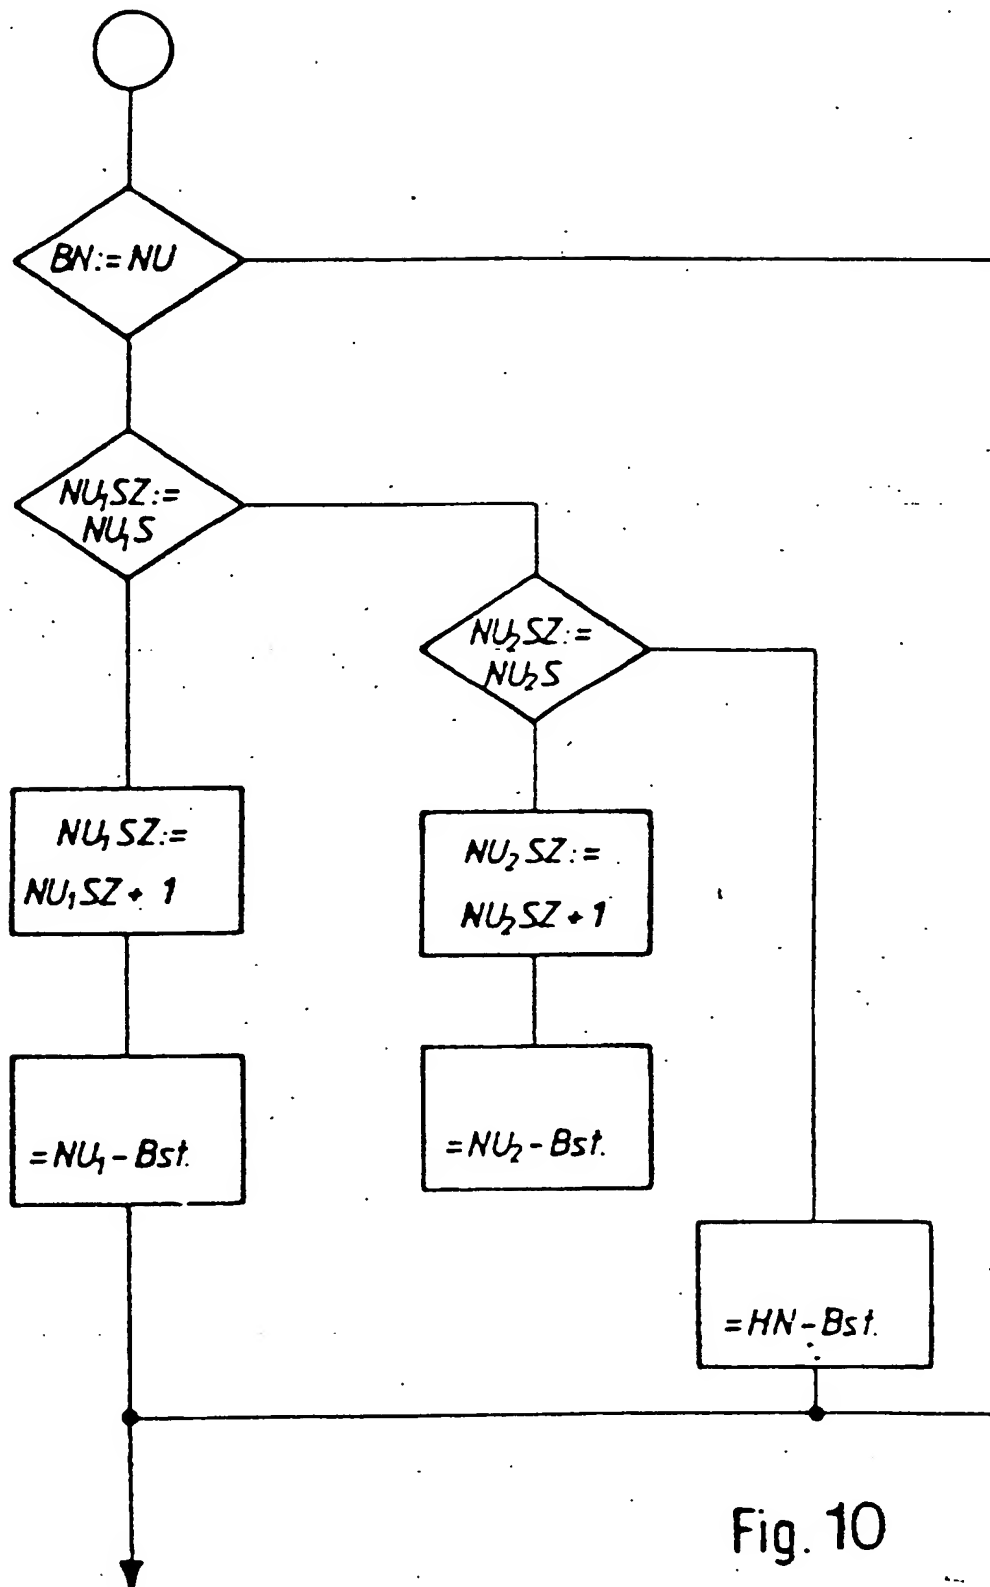 BN:= NU
NU₁SZ:=
NU₁S
NU₂SZ:=
NU₂S
NU₁SZ:=
NU₁SZ + 1
NU₂SZ:=
NU₂SZ + 1
=NU₁-Bst.
=NU₂-Bst.
=HN-Bst.
Fig. 10